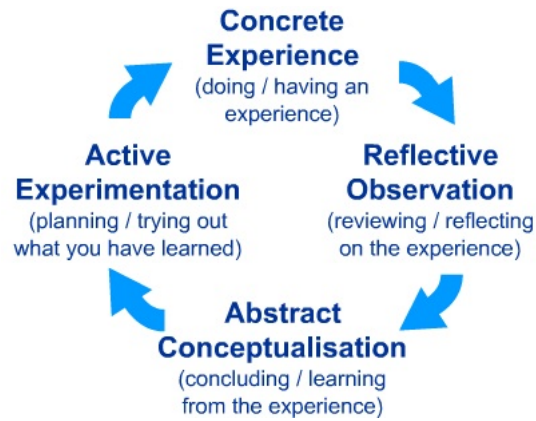 Concrete
Experience
(doing / having an
experience)
Reflective
Observation
(reviewing / reflecting
on the experience)
Abstract
Conceptualisation
(concluding / learning
from the experience)
Active
Experimentation
(planning / trying out
what you have learned)